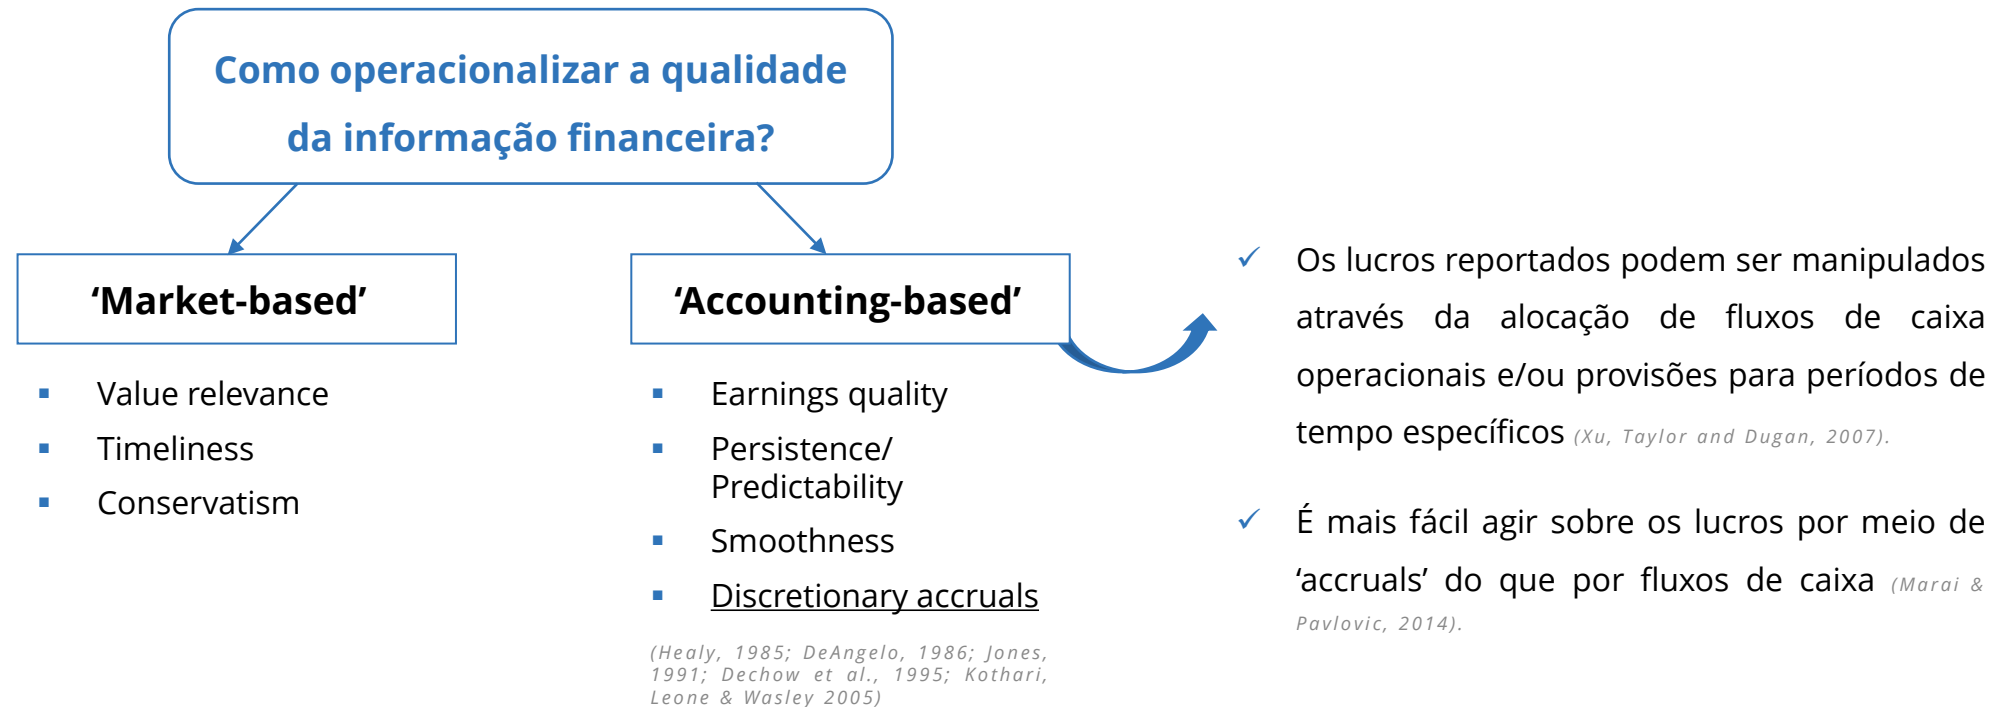 Como operacionalizar a qualidade
da informação financeira?
‘Market-based’
▪ Value relevance
▪ Timeliness
▪ Conservatism
‘Accounting-based’
▪ Earnings quality
▪ Persistence/
Predictability
▪ Smoothness
▪ Discretionary accruals
(Healy, 1985; DeAngelo, 1986; Jones,
1991; Dechow et al., 1995; Kothari,
Leone & Wasley 2005)
✓ Os lucros reportados podem ser manipulados
através da alocação de fluxos de caixa
operacionais e/ou provisões para períodos de
tempo específicos (Xu, Taylor and Dugan, 2007).
✓ É mais fácil agir sobre os lucros por meio de
‘accruals’ do que por fluxos de caixa (Marai &
Pavlovic, 2014).